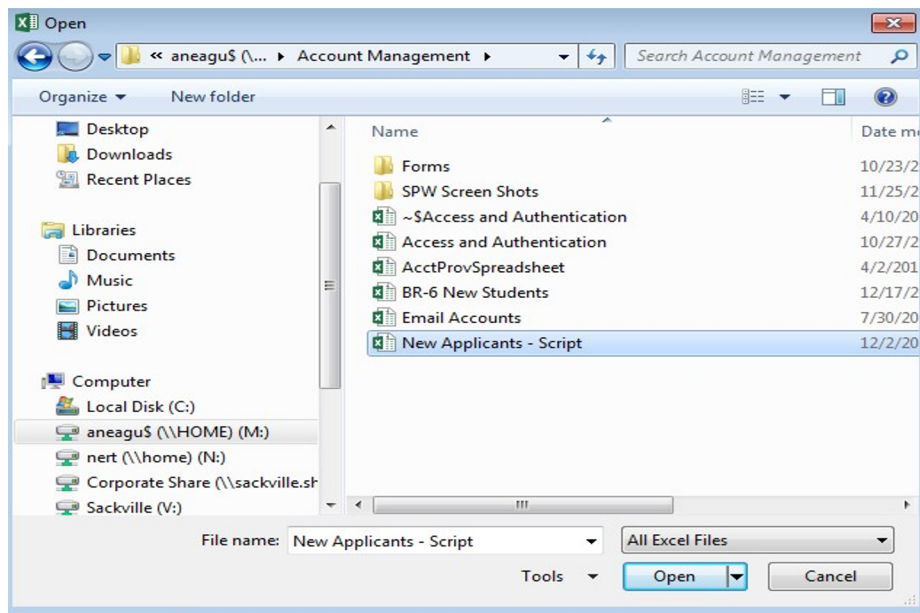 Open
« aneagu$ (\... ▸ Account Management ▸ Search Account Management
Organize New folder
Desktop
Downloads
Recent Places
Libraries
Documents
Music
Pictures
Videos
Computer
Local Disk (C:)
aneagu$ (\\HOME) (M:)
nert (\\home) (N:)
Corporate Share (\\sackville.sh
Sackville (V:)
Name Date m
Forms 10/23/2
SPW Screen Shots 11/25/2
~$Access and Authentication 4/10/20
Access and Authentication 10/27/2
AcctProvSpreadsheet 4/2/201
BR-6 New Students 12/17/2
Email Accounts 7/30/20
New Applicants - Script 12/2/20
File name: New Applicants - Script All Excel Files
Tools Open Cancel